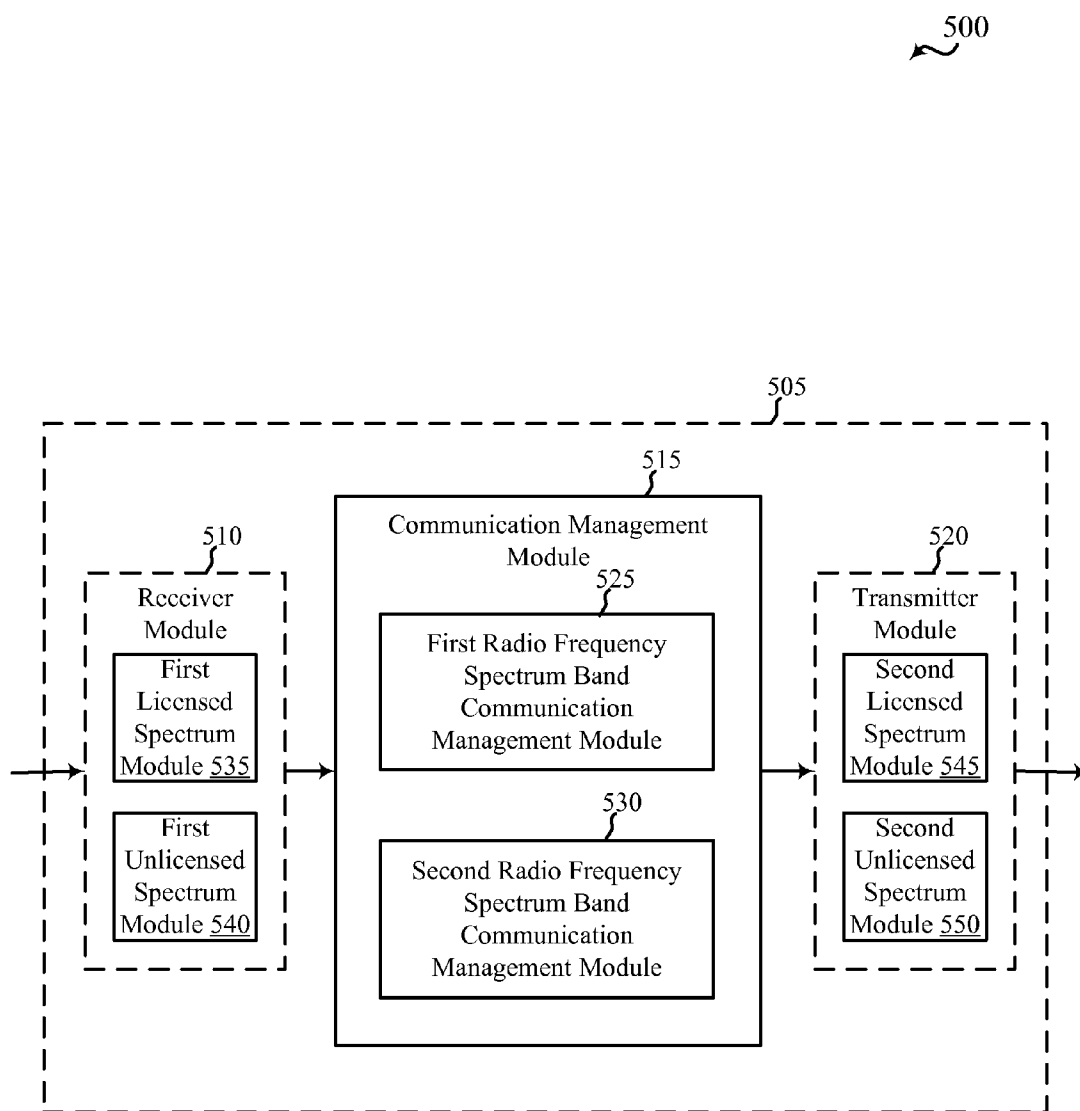 500
505
515
Communication Management
Module
510
Receiver
Module
First
Licensed
Spectrum
Module 535
First
Unlicensed
Spectrum
Module 540
525
First Radio Frequency
Spectrum Band
Communication
Management Module
530
Second Radio Frequency
Spectrum Band
Communication
Management Module
520
Transmitter
Module
Second
Licensed
Spectrum
Module 545
Second
Unlicensed
Spectrum
Module 550